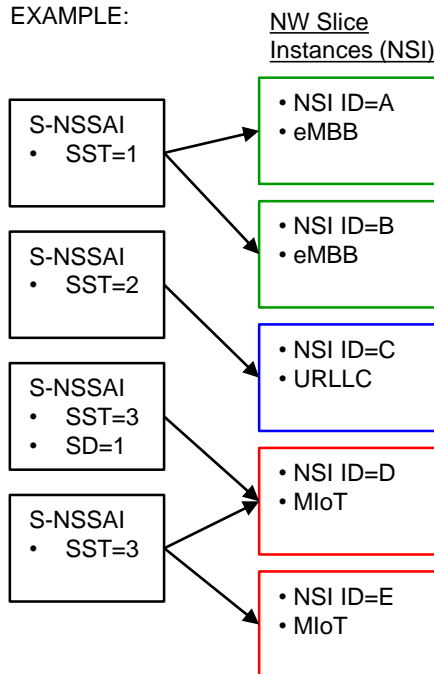 EXAMPLE:
NW Slice
Instances (NSI)
S-NSSAI
• SST=1
S-NSSAI
• SST=2
S-NSSAI
• SST=3
• SD=1
S-NSSAI
• SST=3
• NSI ID=A
• eMBB
• NSI ID=B
• eMBB
• NSI ID=C
• URLLC
• NSI ID=D
• MIoT
• NSI ID=E
• MIoT